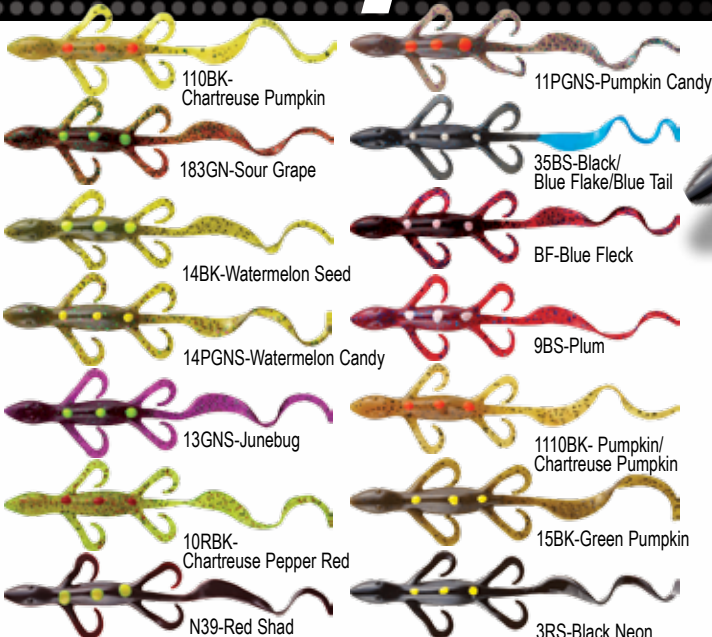 110BK-
Chartreuse Pumpkin
183GN-Sour Grape
14BK-Watermelon Seed
14PGNS-Watermelon Candy
13GNS-Junebug
10RBK-
Chartreuse Pepper Red
N39-Red Shad
11PGNS-Pumpkin Candy
35BS-Black/
Blue Flake/Blue Tail
BF-Blue Fleck
9BS-Plum
1110BK- Pumpkin/
Chartreuse Pumpkin
15BK-Green Pumpkin
3RS-Black Neon